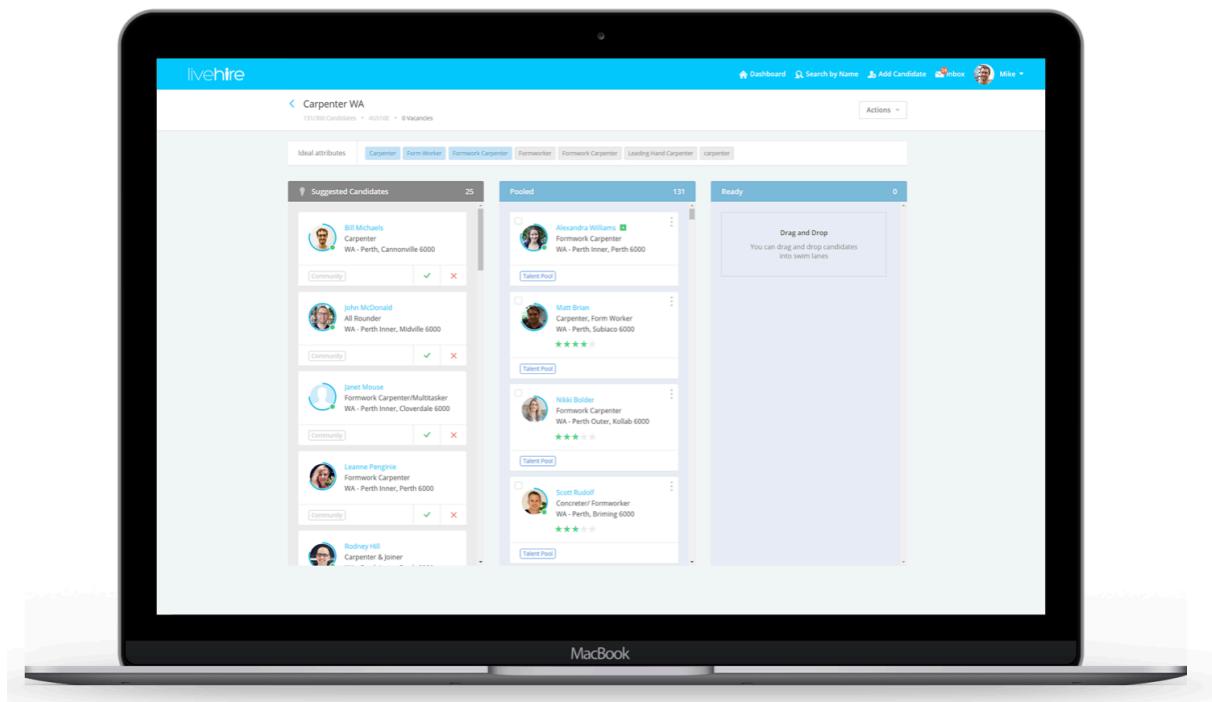 livehire
Dashboard
Search by Name
Add Candidate
Inbox
Mike
Carpenter WA
Candidates
0 Vacancies
Actions
Ideal attributes
Carpenter
Form Worker
Formwork Carpenter
Formworker
Formwork Carpenter
Leading Hand Carpenter
carpenter
Suggested Candidates 25
Bill Michaels
Carpenter
WA - Perth, Cannonville 6000
Community
John McDonald
All Rounder
WA - Perth Inner, Midville 6000
Community
Janet Mouse
Formwork Carpenter/Multitasker
WA - Perth Inner, Cloverdale 6000
Community
Leanne Penginie
Formwork Carpenter
WA - Perth Inner, Perth 6000
Community
Rodney Hill
Carpenter & Joiner
Pooled 131
Alexandra Williams
Formwork Carpenter
WA - Perth Inner, Perth 6000
Talent Pool
Matt Brian
Carpenter, Form Worker
WA - Perth, Subiaco 6000
Talent Pool
Nikki Bolder
Formwork Carpenter
WA - Perth Outer, Kollab 6000
Talent Pool
Scott Rudolf
Concreter/ Formworker
WA - Perth, Briming 6000
Talent Pool
Ready 0
Drag and Drop
You can drag and drop candidates
into swim lanes
MacBook